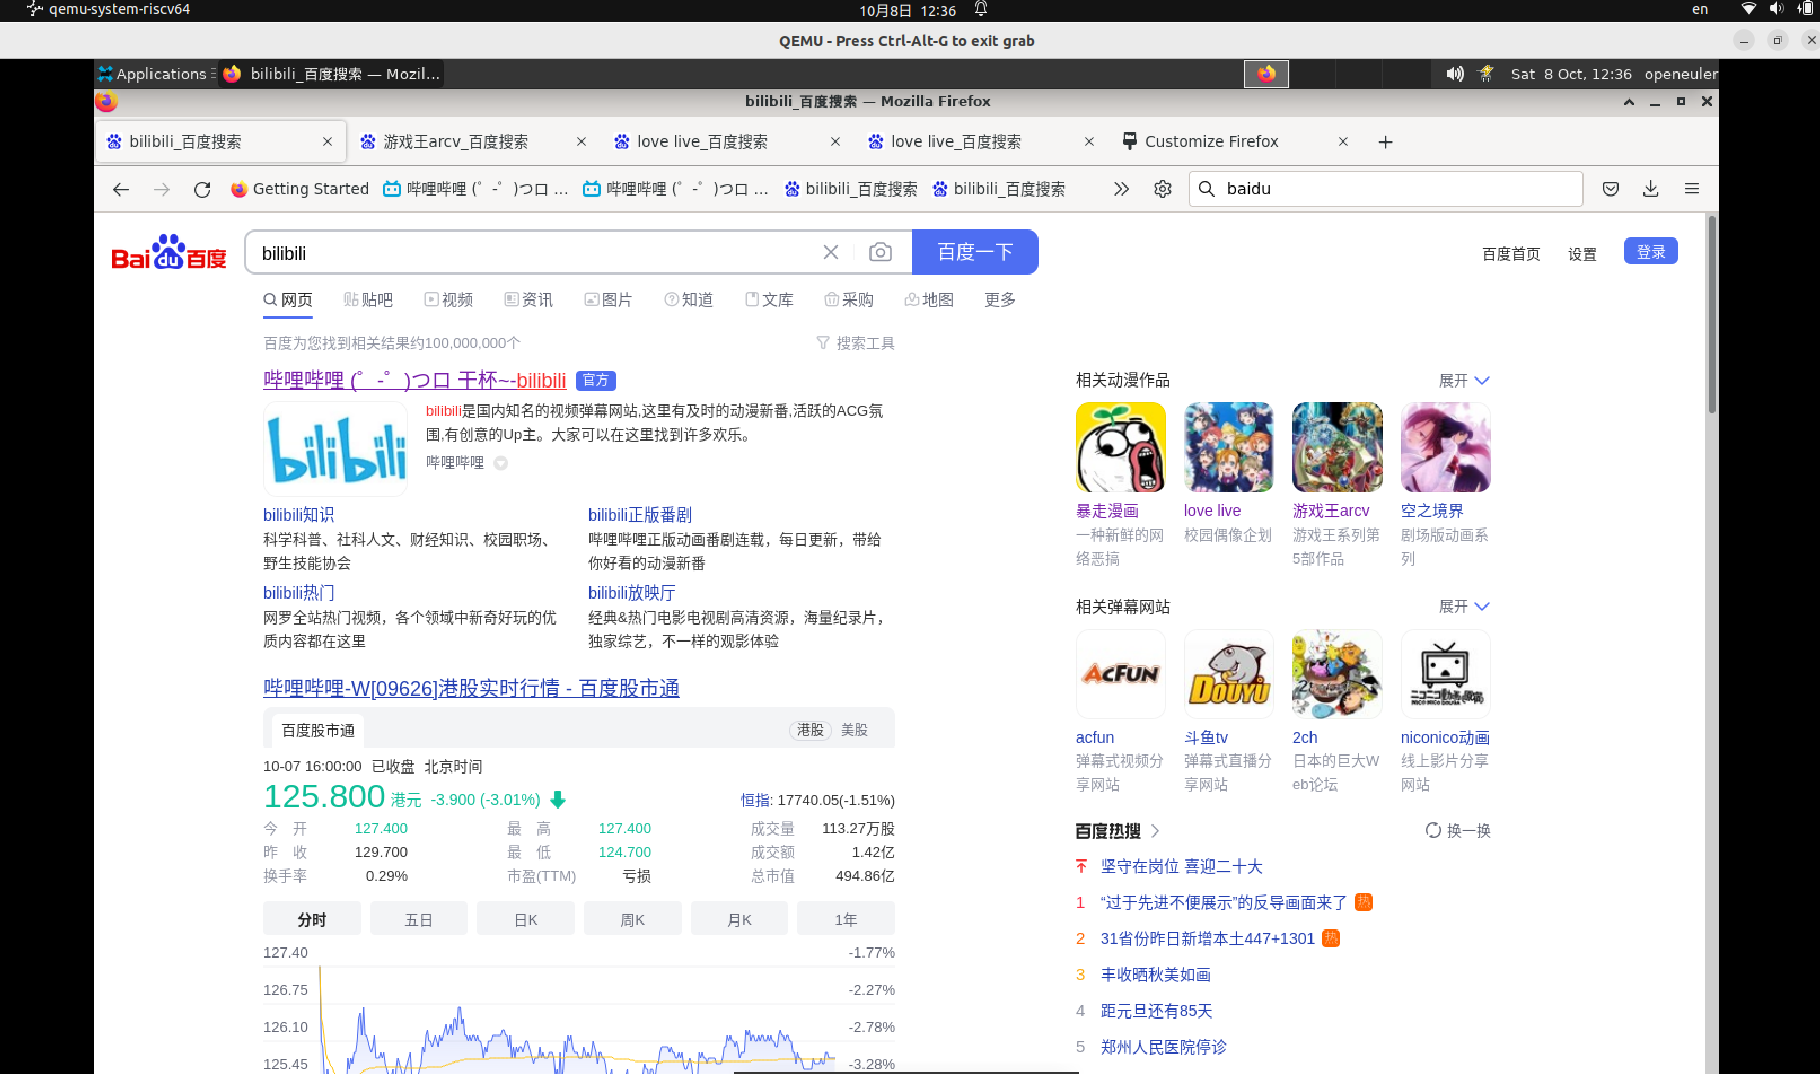 qemu-system-riscv64
10月8日 12:36
en
QEMU - Press Ctrl-Alt-G to exit grab
Applications
bilibili_百度搜索 — Mozil...
Sat 8 Oct, 12:36 openeuler
bilibili_百度搜索 — Mozilla Firefox
bilibili_百度搜索
游戏王arcv_百度搜索
love live_百度搜索
love live_百度搜索
Customize Firefox
Getting Started
哔哩哔哩 (゜-゜)つロ ...
哔哩哔哩 (゜-゜)つロ ...
bilibili_百度搜索
bilibili_百度搜索
baidu
Bai du 百度
bilibili
百度一下
百度首页
设置
登录
网页 贴吧 视频 资讯 图片 知道 文库 采购 地图 更多
百度为您找到相关结果约100,000,000个
搜索工具
哔哩哔哩 (゜-゜)つロ 干杯~-bilibili 官方
bilibili
bilibili是国内知名的视频弹幕网站,这里有及时的动漫新番,活跃的ACG氛
围,有创意的Up主。大家可以在这里找到许多欢乐。
哔哩哔哩
bilibili知识
科学科普、社科人文、财经知识、校园职场、
野生技能协会
bilibili正版番剧
哔哩哔哩正版动画番剧连载，每日更新，带给
你好看的动漫新番
bilibili热门
网罗全站热门视频，各个领域中新奇好玩的优
质内容都在这里
bilibili放映厅
经典&热门电影电视剧高清资源，海量纪录片，
独家综艺，不一样的观影体验
哔哩哔哩-W[09626]港股实时行情 - 百度股市通
百度股市通
港股 美股
10-07 16:00:00 已收盘 北京时间
125.800 港元 -3.900 (-3.01%)
恒指: 17740.05(-1.51%)
今 开 127.400 最 高 127.400 成交量 113.27万股
昨 收 129.700 最 低 124.700 成交额 1.42亿
换手率 0.29% 市盈(TTM) 亏损 总市值 494.86亿
分时 五日 日K 周K 月K 1年
127.40 -1.77%
126.75 -2.27%
126.10 -2.78%
125.45 -3.28%
相关动漫作品
展开
暴走漫画
一种新鲜的网
络恶搞
love live
校园偶像企划
游戏王arcv
游戏王系列第
5部作品
空之境界
剧场版动画系
列
相关弹幕网站
展开
ACFUN
DOUYU
acfun
弹幕式视频分
享网站
斗鱼tv
弹幕式直播分
享网站
2ch
日本的巨大W
eb论坛
niconico动画
线上影片分享
网站
百度热搜
换一换
坚守在岗位 喜迎二十大
1 “过于先进不便展示”的反导画面来了 热
2 31省份昨日新增本土447+1301 热
3 丰收晒秋美如画
4 距元旦还有85天
5 郑州人民医院停诊